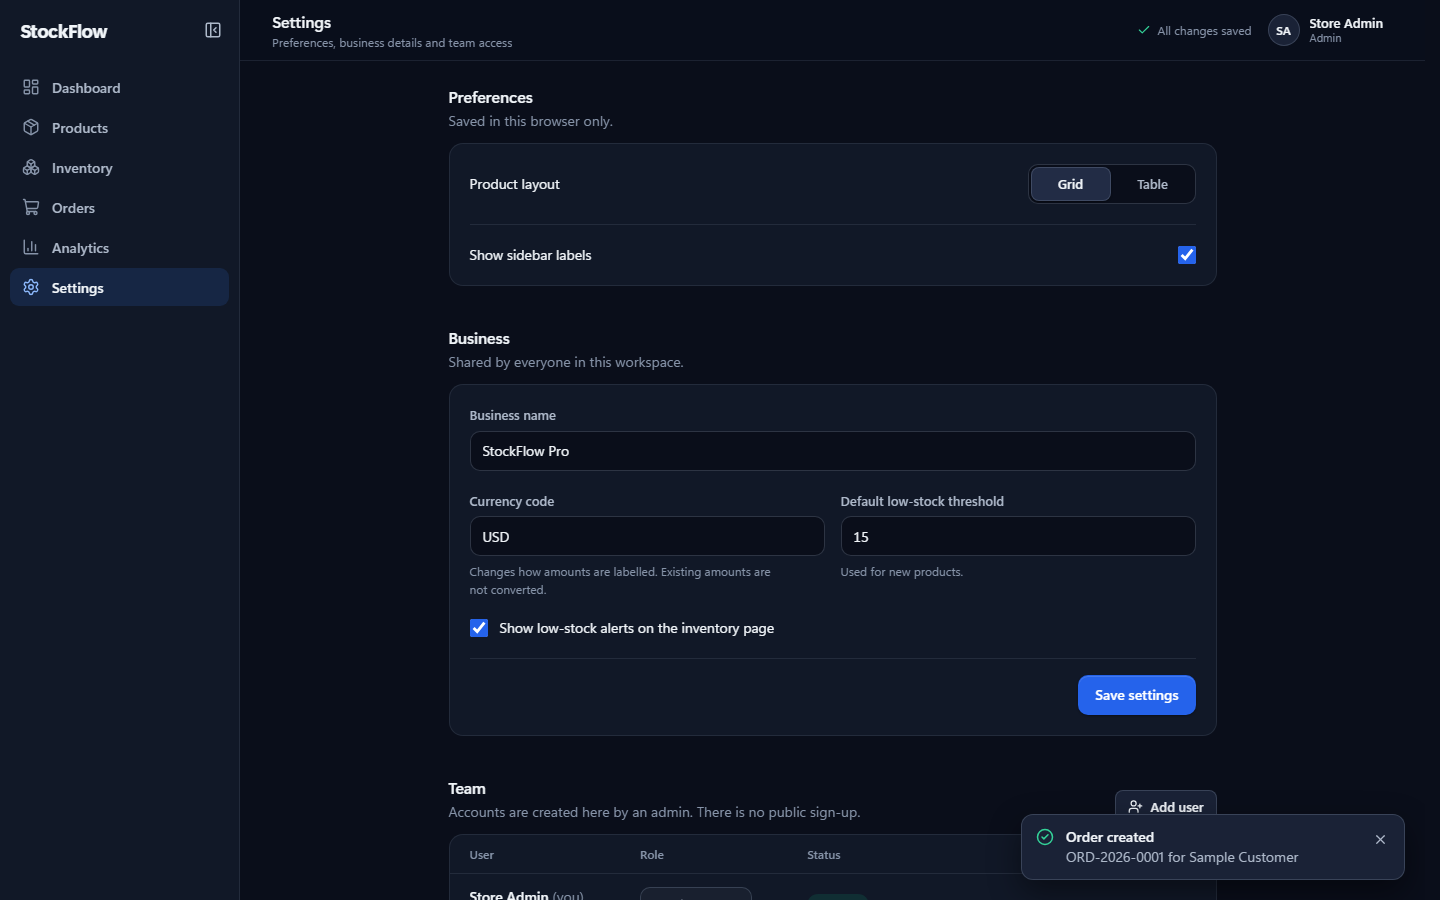 StockFlow
Dashboard
Products
Inventory
Orders
Analytics
Settings
Settings
Preferences, business details and team access
All changes saved
SA
Store Admin
Admin
Preferences
Saved in this browser only.
Product layout
Grid
Table
Show sidebar labels
Business
Shared by everyone in this workspace.
Business name
StockFlow Pro
Currency code
Default low-stock threshold
USD
15
Changes how amounts are labelled. Existing amounts are
not converted.
Used for new products.
Show low-stock alerts on the inventory page
Save settings
Team
Accounts are created here by an admin. There is no public sign-up.
Add user
User
Role
Status
Store Admin (you)
Order created
ORD-2026-0001 for Sample Customer